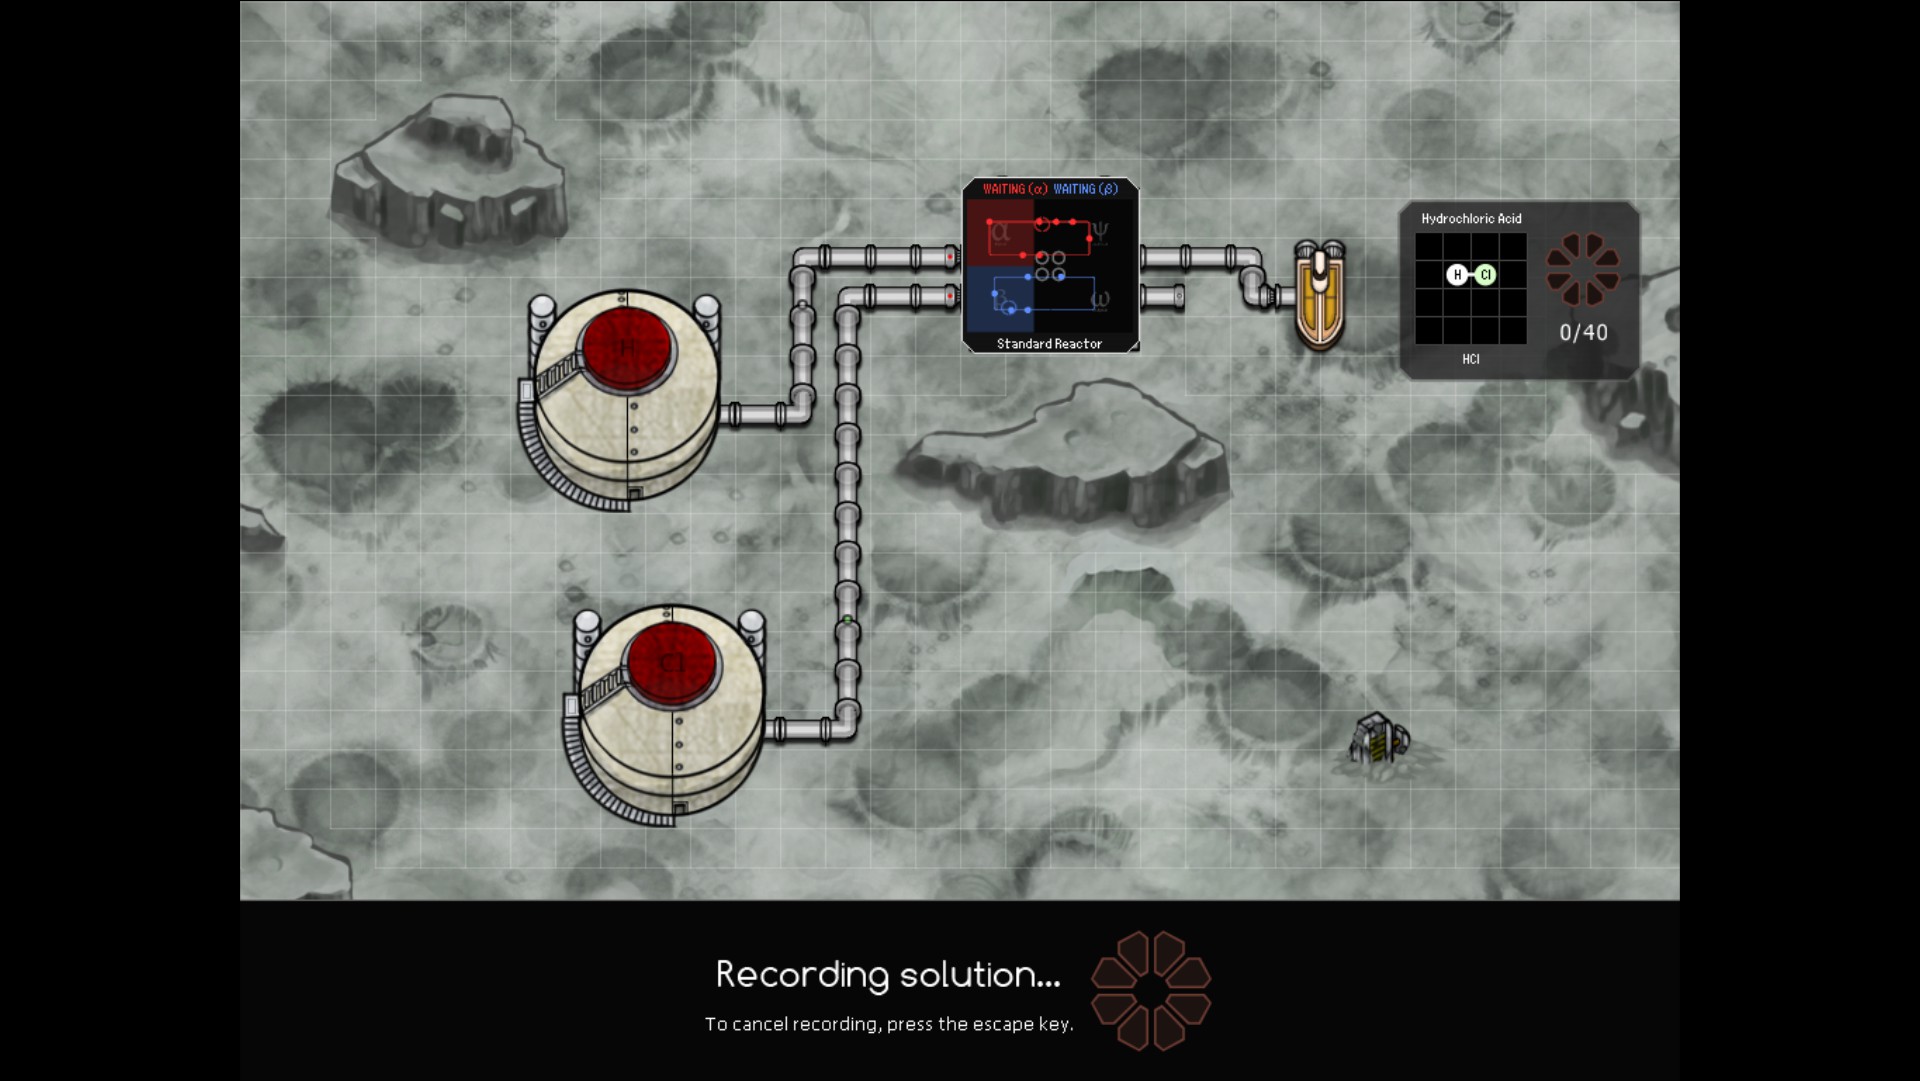 WAITING (α) WAITING (β)
α
ψ
β
ω
Standard Reactor
H
Cl
Hydrochloric Acid
H Cl
0/40
HCl
Recording solution...
To cancel recording, press the escape key.